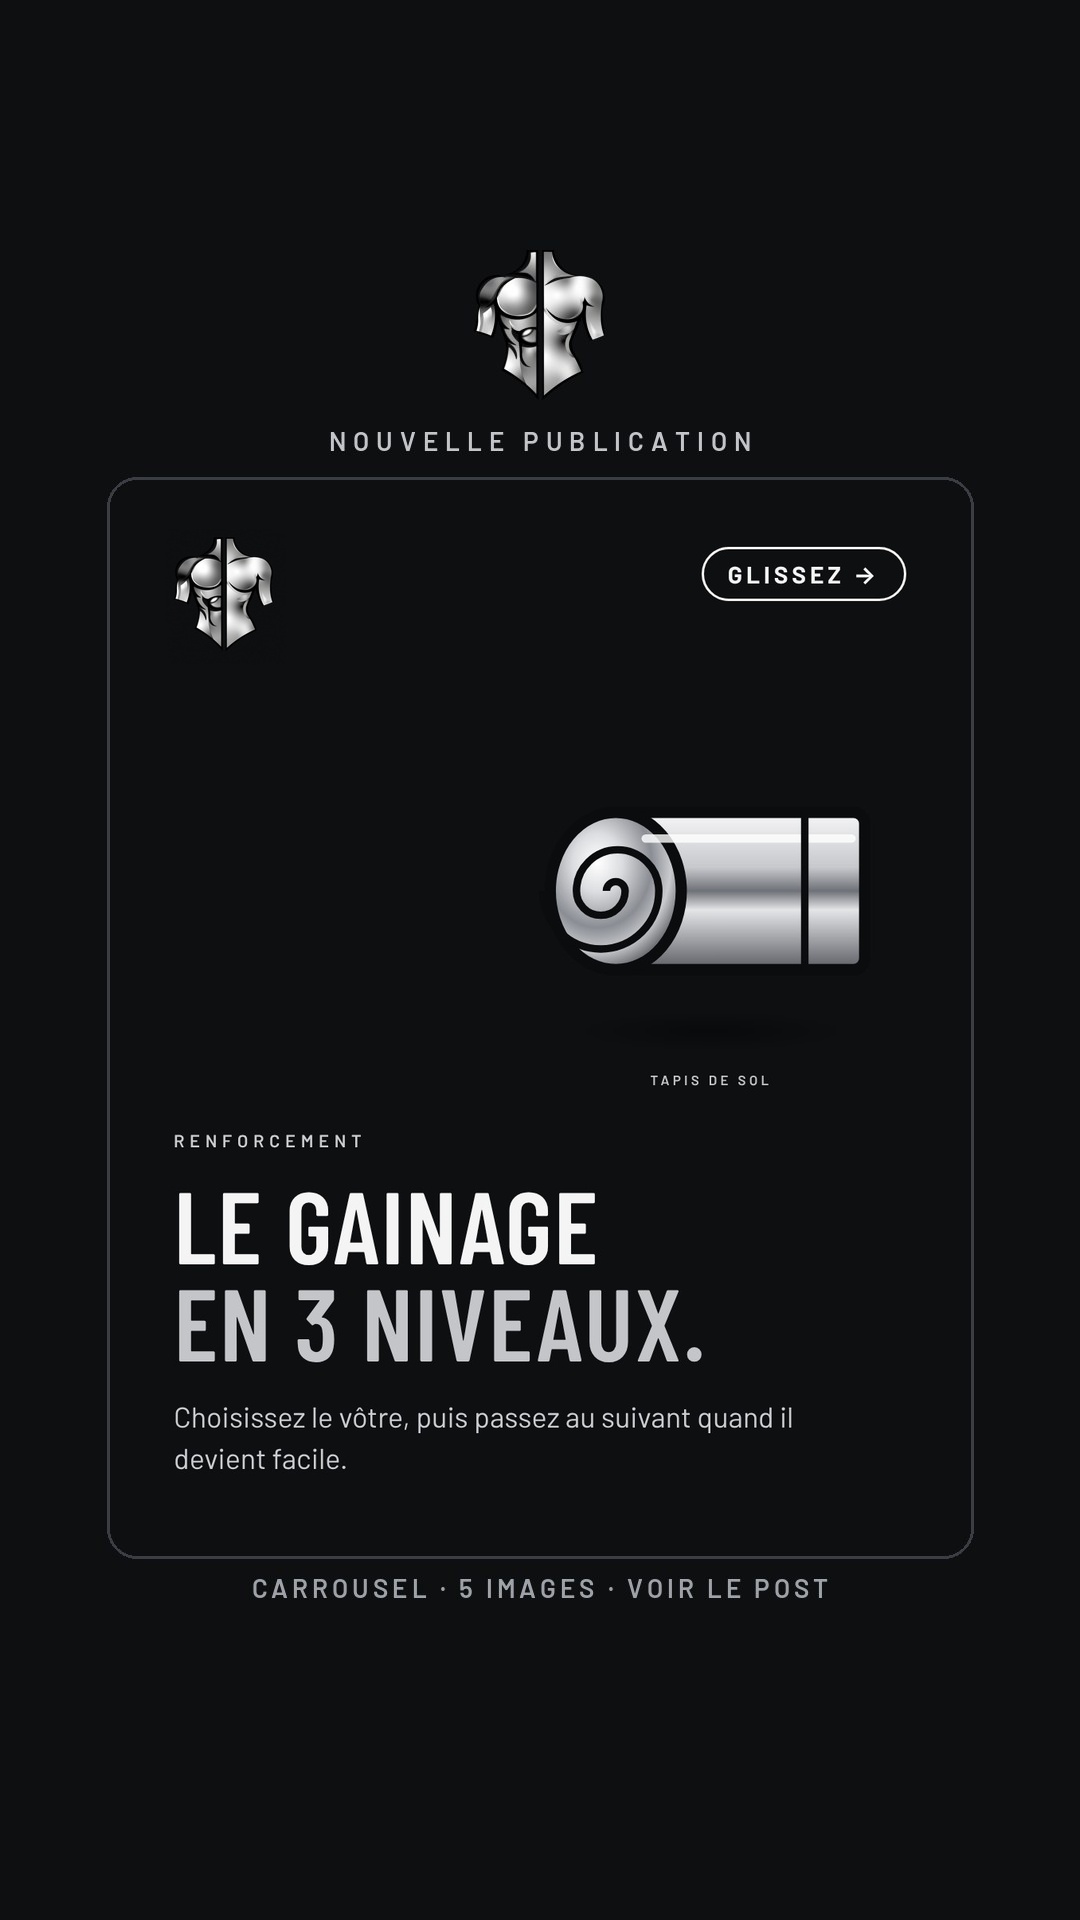 NOUVELLE PUBLICATION
GLISSEZ →
TAPIS DE SOL
RENFORCEMENT
LE GAINAGE
EN 3 NIVEAUX.
Choisissez le vôtre, puis passez au suivant quand il
devient facile.
CARROUSEL · 5 IMAGES · VOIR LE POST